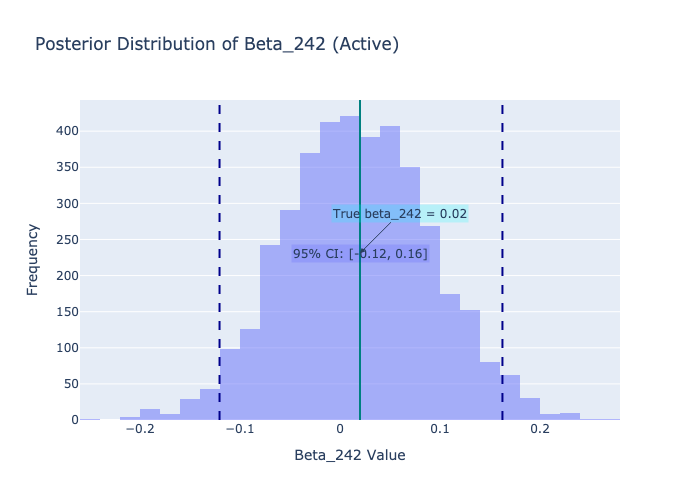 Posterior Distribution of Beta_242 (Active)
Frequency
400
350
300
250
200
150
100
50
0
True beta_242 = 0.02
95% CI: [-0.12, 0.16]
−0.2
−0.1
0
0.1
0.2
Beta_242 Value